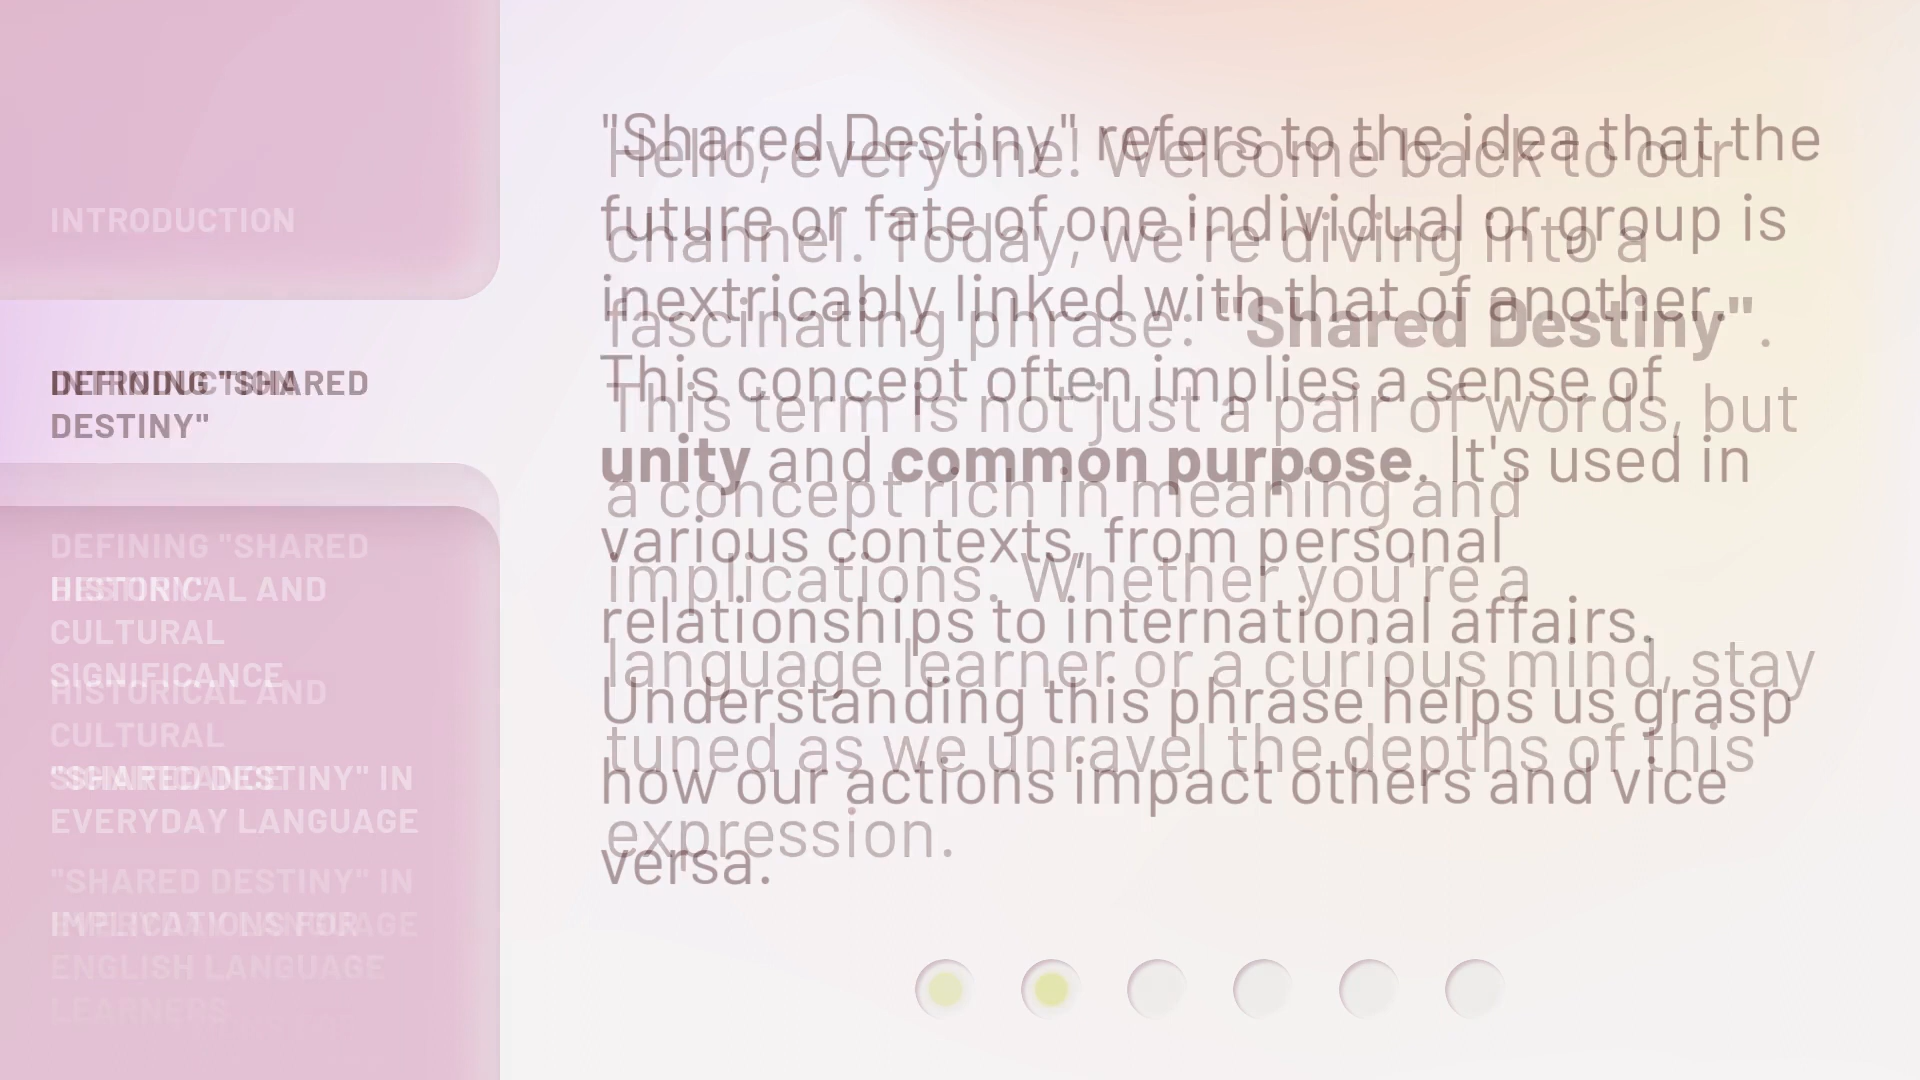 INTRODUCTION
DEFINING "SHARED
DESTINY"
INTRODUCTION
DEFINING "SHARED
DESTINY"
HISTORICAL AND
CULTURAL
SIGNIFICANCE
HISTORICAL AND
CULTURAL
SIGNIFICANCE
"SHARED DESTINY" IN
EVERYDAY LANGUAGE
"SHARED DESTINY" IN
EVERYDAY LANGUAGE
IMPLICATIONS FOR
ENGLISH LANGUAGE
LEARNERS
"Shared Destiny" refers to the idea that the
future or fate of one individual or group is
inextricably linked with that of another.
This concept often implies a sense of
unity and common purpose. It's used in
various contexts, from personal
relationships to international affairs.
Understanding this phrase helps us grasp
how our actions impact others and vice
versa.
Hello, everyone! Welcome back to our
channel. Today, we're diving into a
fascinating phrase: "Shared Destiny".
This term is not just a pair of words, but
a concept rich in meaning and
implications. Whether you're a
language learner or a curious mind, stay
tuned as we unravel the depths of this
expression.